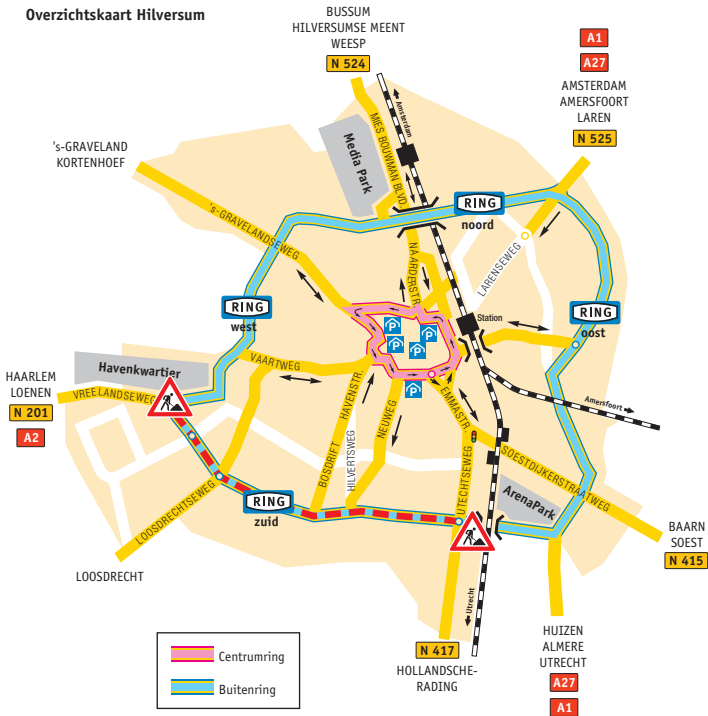 Overzichtskaart Hilversum
BUSSUM
HILVERSUMSE MEENT
WEESP
N 524
A1
A27
AMSTERDAM
AMERSFOORT
LAREN
N 525
's-GRAVELAND
KORTENHOEF
Amsterdam
MIES BOUWMAN BLVD.
Media Park
's-GRAVELANDSEWEG
RING
noord
LARENSEWEG
NAARDERSTR.
RING
west
RING
oost
Station
P
P
P
P
P
Havenkwartier
VAARTWEG
HAARLEM
LOENEN
N 201
A2
VREELANDSEWEG
HAVENSTR.
BOSDRIFT
HILVERTSWEG
NEUWEG
EMMASTR.
Amersfoort
UTECHTSEWEG
SOESTDIJKERSTRAATWEG
LOOSDRECHTSEWEG
RING
zuid
ArenaPark
BAARN
SOEST
N 415
LOOSDRECHT
Utrecht
N 417
HOLLANDSCHE-
RADING
HUIZEN
ALMERE
UTRECHT
A27
A1
Centrumring
Buitenring